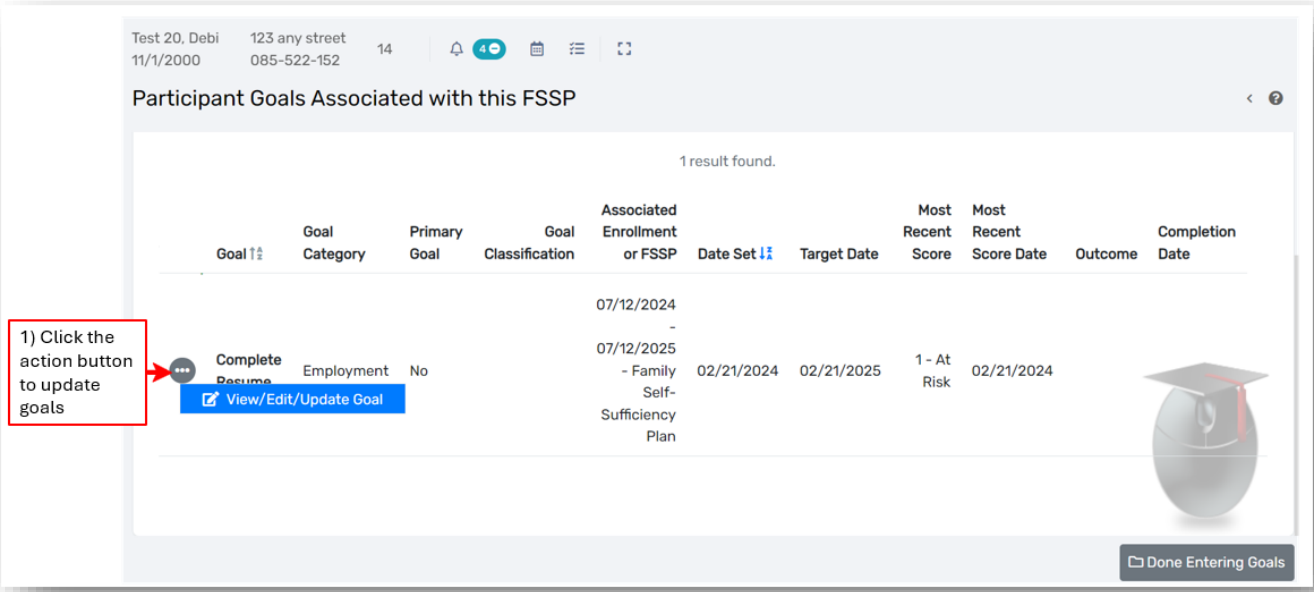 Test 20, Debi
11/1/2000
123 any street
085-522-152
14
4
Participant Goals Associated with this FSSP
1 result found.
Goal
Goal
Category
Primary
Goal
Goal
Classification
Associated
Enrollment
or FSSP
Date Set
Target Date
Most
Recent
Score
Most
Recent
Score Date
Outcome
Completion
Date
1) Click the
action button
to update
goals
Complete
Resume
Employment
No
07/12/2024
-
07/12/2025
- Family
Self-
Sufficiency
Plan
02/21/2024
02/21/2025
1 - At
Risk
02/21/2024
View/Edit/Update Goal
Done Entering Goals